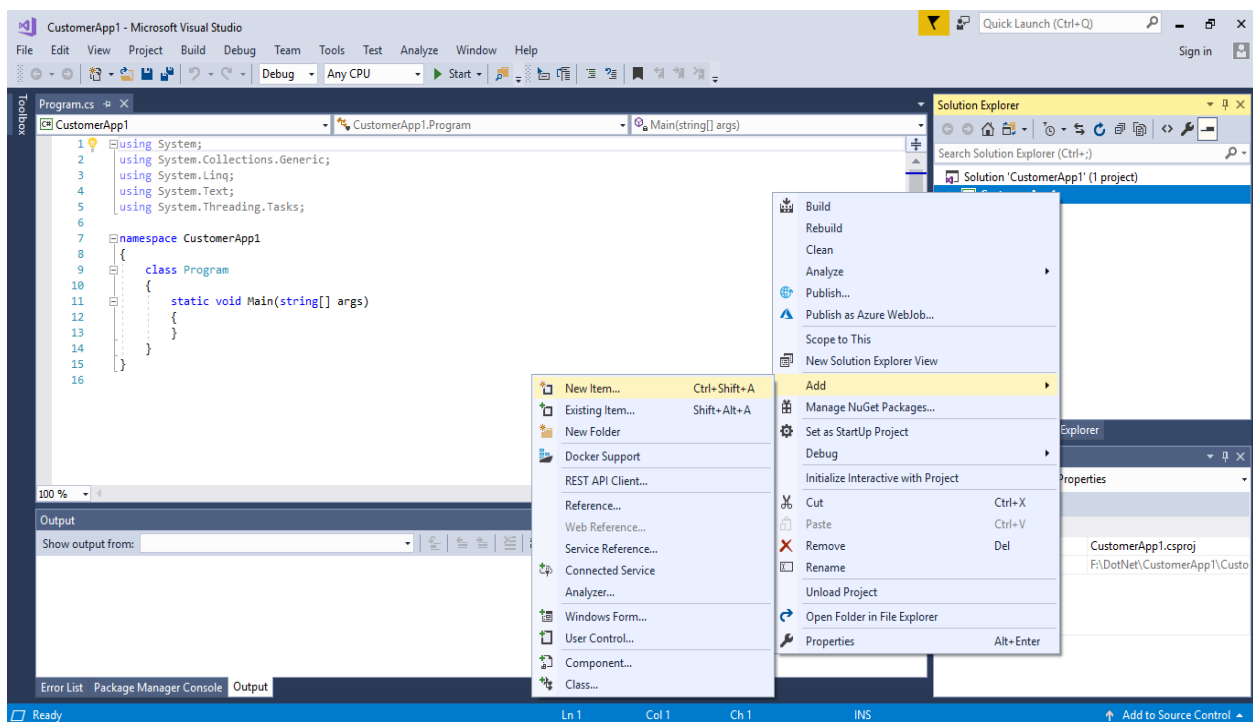 CustomerApp1 - Microsoft Visual Studio
Quick Launch (Ctrl+Q)
File Edit View Project Build Debug Team Tools Test Analyze Window Help
Sign in
Debug Any CPU Start
Toolbox
Program.cs
CustomerApp1 CustomerApp1.Program Main(string[] args)
1 using System;
2 using System.Collections.Generic;
3 using System.Linq;
4 using System.Text;
5 using System.Threading.Tasks;
6
7 namespace CustomerApp1
8 {
9 class Program
10 {
11 static void Main(string[] args)
12 {
13 }
14 }
15 }
16
100 %
Solution Explorer
Search Solution Explorer (Ctrl+;)
Solution 'CustomerApp1' (1 project)
Build
Rebuild
Clean
Analyze
Publish...
Publish as Azure WebJob...
Scope to This
New Solution Explorer View
Add
Manage NuGet Packages...
Set as StartUp Project
Debug
Initialize Interactive with Project
Cut Ctrl+X
Paste Ctrl+V
Remove Del
Rename
Unload Project
Open Folder in File Explorer
Properties Alt+Enter
New Item... Ctrl+Shift+A
Existing Item... Shift+Alt+A
New Folder
Docker Support
REST API Client...
Reference...
Web Reference...
Service Reference...
Connected Service
Analyzer...
Windows Form...
User Control...
Component...
Class...
Explorer
Properties
CustomerApp1.csproj
F:\DotNet\CustomerApp1\Custo
Output
Show output from:
Error List Package Manager Console Output
Ready Ln 1 Col 1 Ch 1 INS Add to Source Control